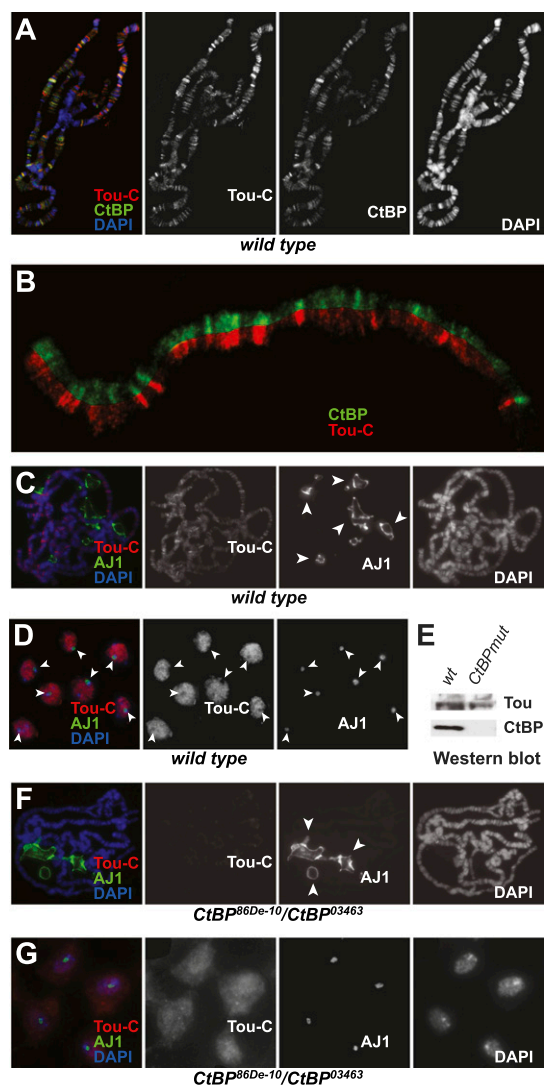 A
Tou-C
CtBP
DAPI
Tou-C
CtBP
DAPI
wild type
B
CtBP
Tou-C
C
Tou-C
AJ1
DAPI
Tou-C
AJ1
DAPI
wild type
D
Tou-C
AJ1
DAPI
Tou-C
AJ1
wild type
E
wt
CtBPmut
Tou
CtBP
Western blot
F
Tou-C
AJ1
DAPI
Tou-C
AJ1
DAPI
CtBP86De-10/CtBP03463
G
Tou-C
AJ1
DAPI
Tou-C
AJ1
DAPI
CtBP86De-10/CtBP03463